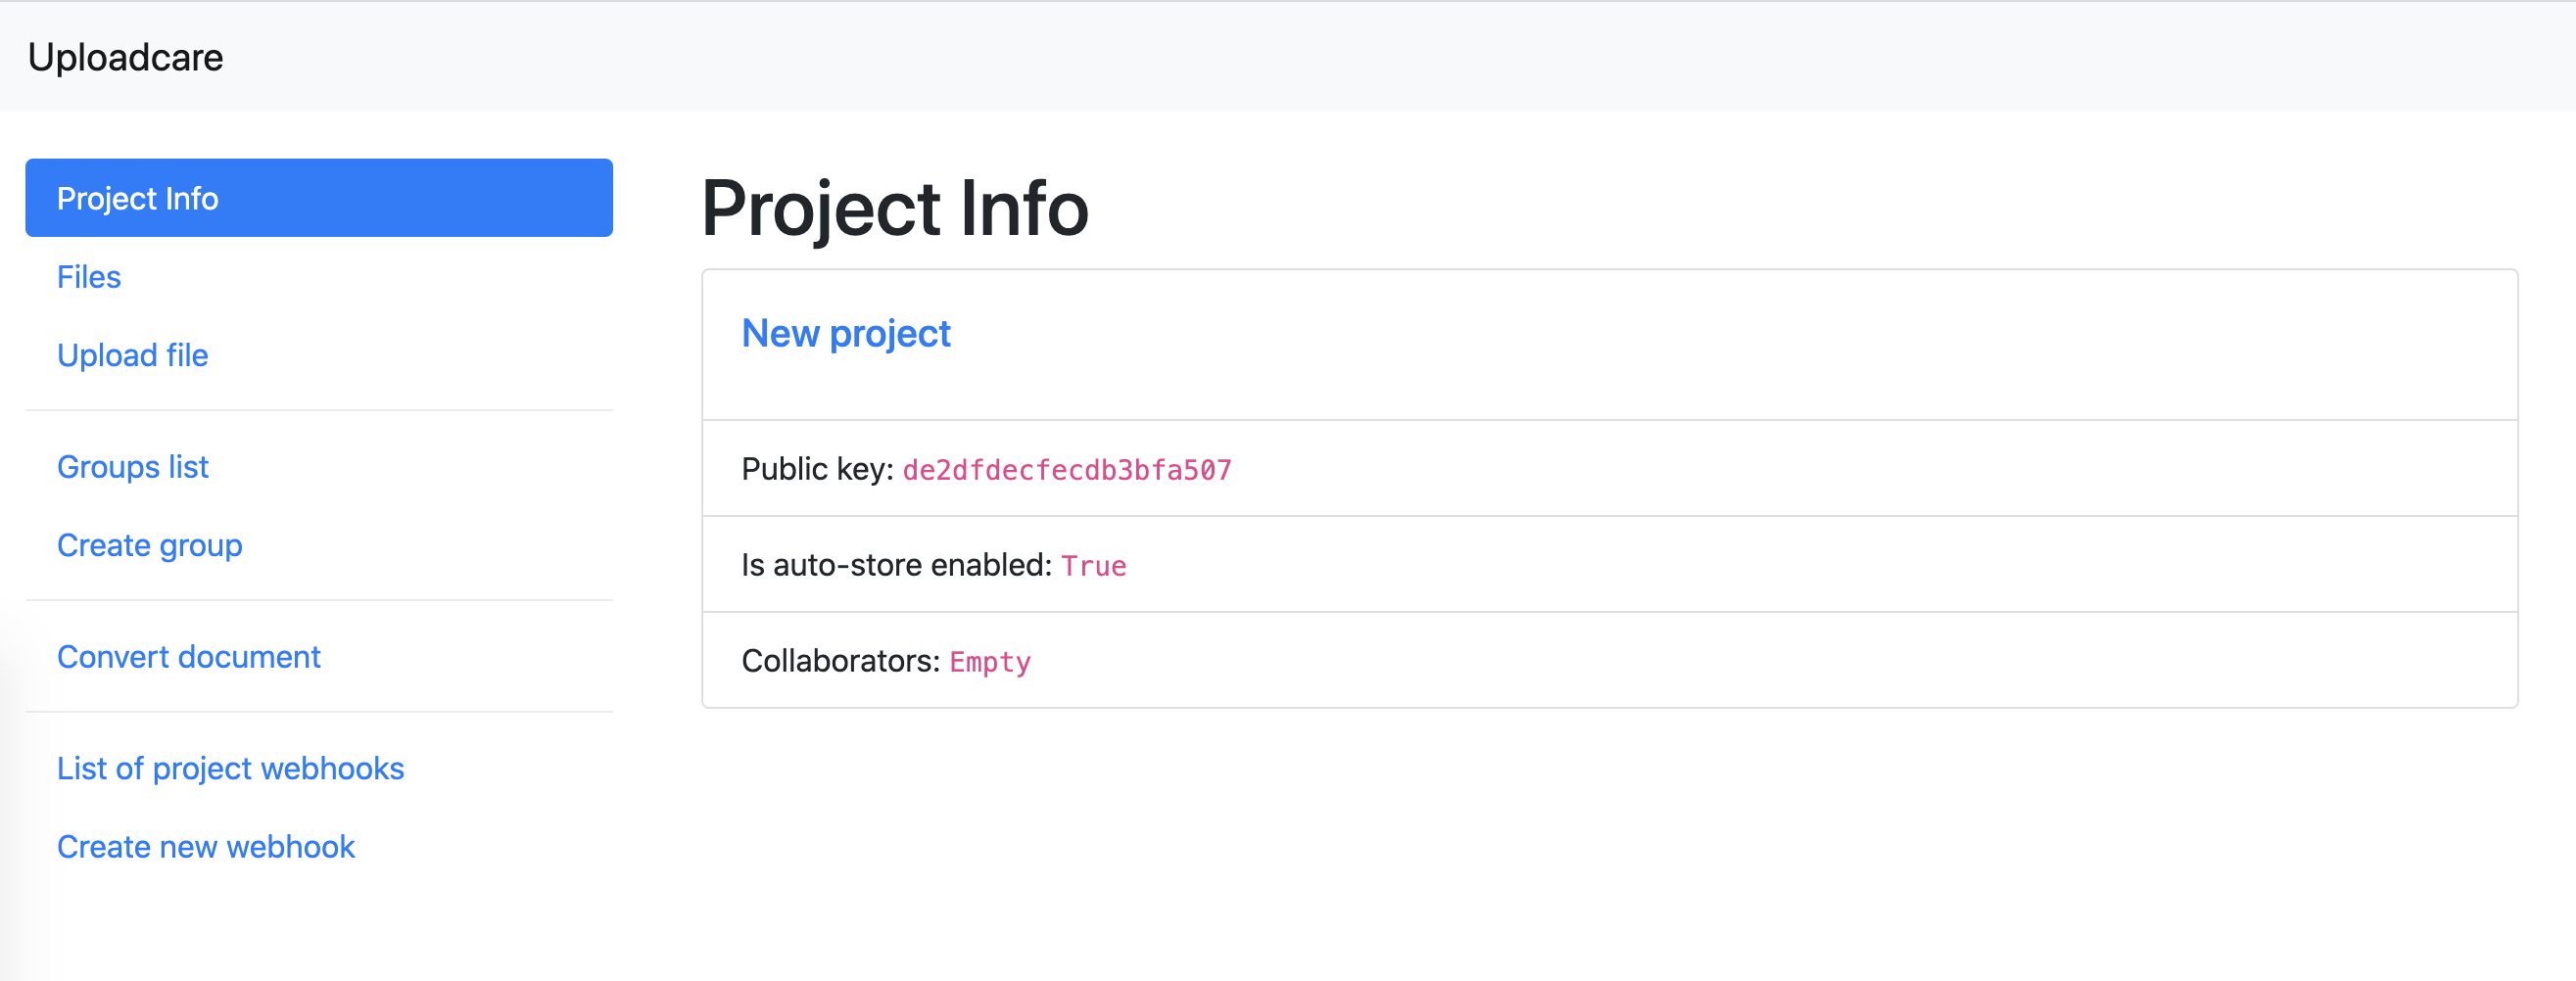 Uploadcare
Project Info
Files
Upload file
Groups list
Create group
Convert document
List of project webhooks
Create new webhook
Project Info
New project
Public key: de2dfdecfecdb3bfa507
Is auto-store enabled: True
Collaborators: Empty